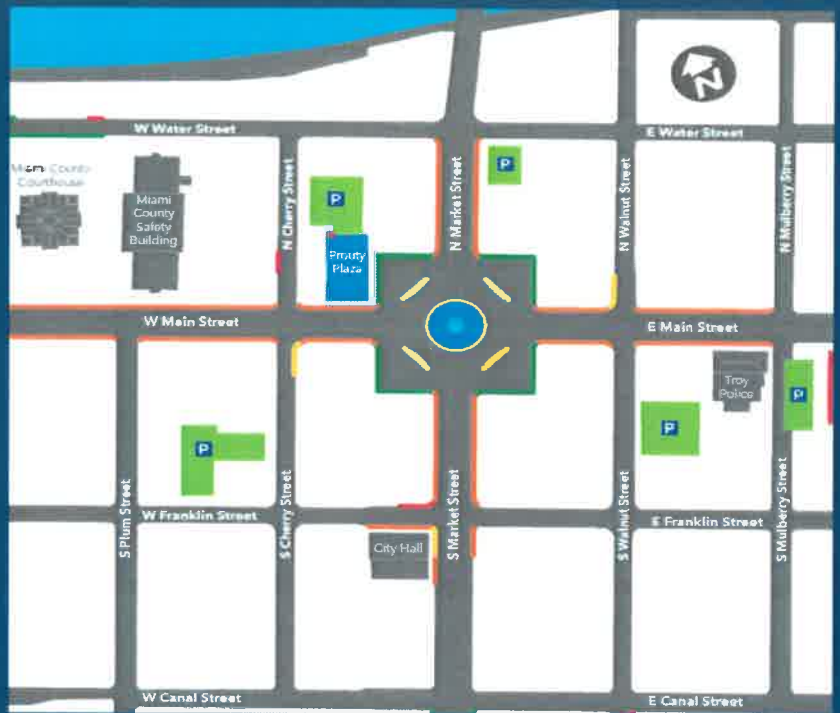 N
W Water Street
E Water Street
Miami County
Courthouse
Miami
County
Safety
Building
N Cherry Street
P
Prouty
Plaza
N Market Street
P
N Walnut Street
N Mulberry Street
W Main Street
E Main Street
Troy
Police
P
P
P
S Plum Street
W Franklin Street
S Cherry Street
City Hall
S Market Street
S Walnut Street
E Franklin Street
S Mulberry Street
W Canal Street
E Canal Street